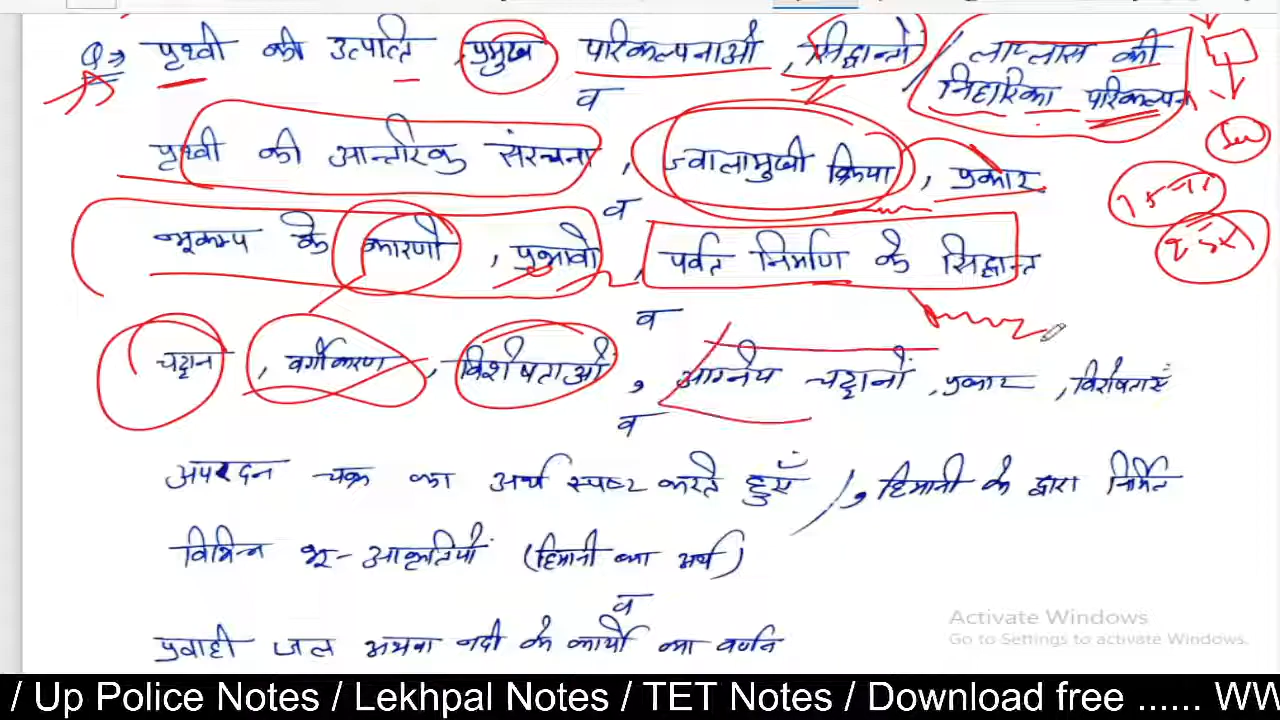 Q⇒ पृथ्वी की उत्पत्ति प्रमुख परिकल्पनाओ, सिद्धान्तो / लाप्लास की
निहारिका परिकल्पना
व
पृथ्वी की आन्तरिक संरचना, ज्वालामुखी क्रिया, प्रकार
व
भूकम्प के कारणो, प्रभावो, पर्वत निर्माण के सिद्धान्त
व
चट्टान, वर्गीकरण, विशेषताओ, आग्नेय चट्टानों, प्रकार, विशेषताएँ
व
अपरदन चक्र का अर्थ स्पष्ट करते हुएँ, हिमानी के द्वारा निर्मित
विभिन्न भू-आकृतियों (हिमानी का अर्थ)
व
प्रवाही जल अथवा नदी के कार्यो का वर्णन
Activate Windows
Go to Settings to activate Windows.
/ Up Police Notes / Lekhpal Notes / TET Notes / Download free ...... WW